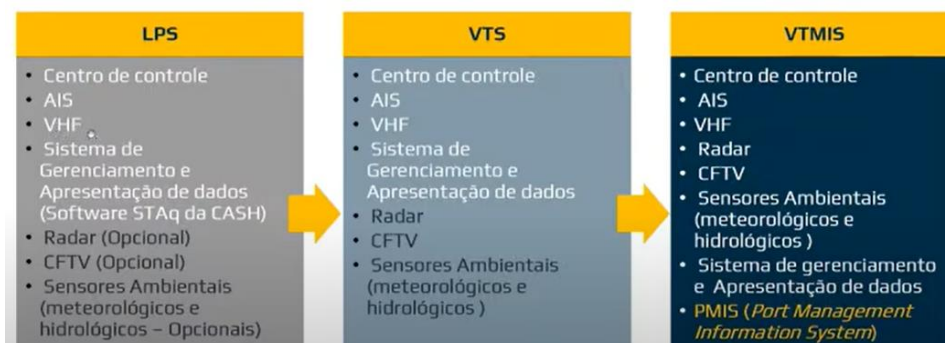 LPS
• Centro de controle
• AIS
• VHF
• Sistema de
Gerenciamento e
Apresentação de dados
(Software STAq da CASH)
• Radar (Opcional)
• CFTV (Opcional)
• Sensores Ambientais
(meteorológicos e
hidrológicos – Opcionais)
VTS
• Centro de controle
• AIS
• VHF
• Sistema de
Gerenciamento e
Apresentação de dados
• Radar
• CFTV
• Sensores Ambientais
(meteorológicos e
hidrológicos )
VTMIS
• Centro de controle
• AIS
• VHF
• Radar
• CFTV
• Sensores Ambientais
(meteorológicos e
hidrológicos )
• Sistema de gerenciamento
e Apresentação de dados
• PMIS (Port Management
Information System)